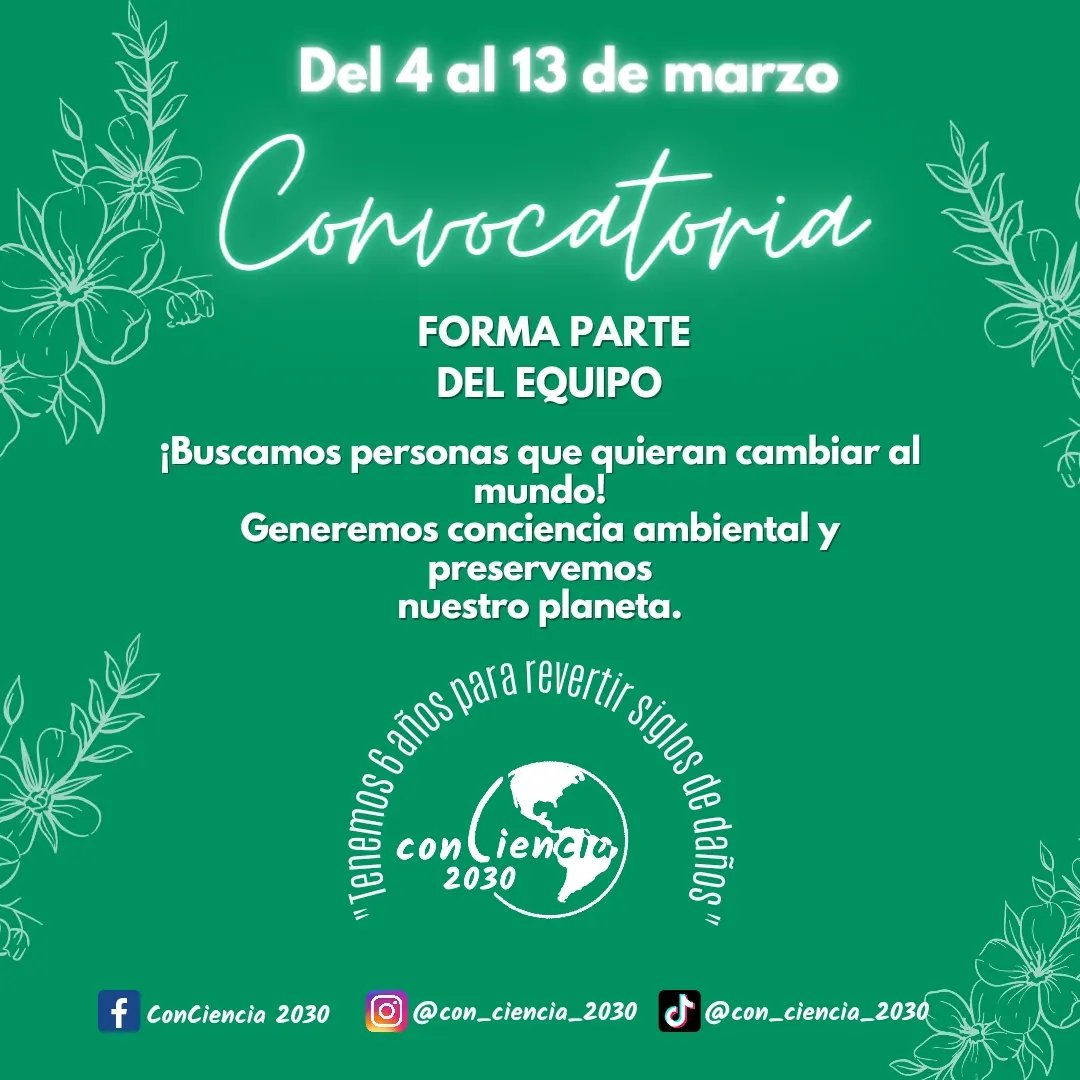 Del 4 al 13 de marzo
Convocatoria
FORMA PARTE
DEL EQUIPO
¡Buscamos personas que quieran cambiar al
mundo!
Generemos conciencia ambiental y
preservemos
nuestro planeta.
"Tenemos 6 años para revertir siglos de daños"
conCiencia
2030
ConCiencia 2030
@con_ciencia_2030
@con_ciencia_2030